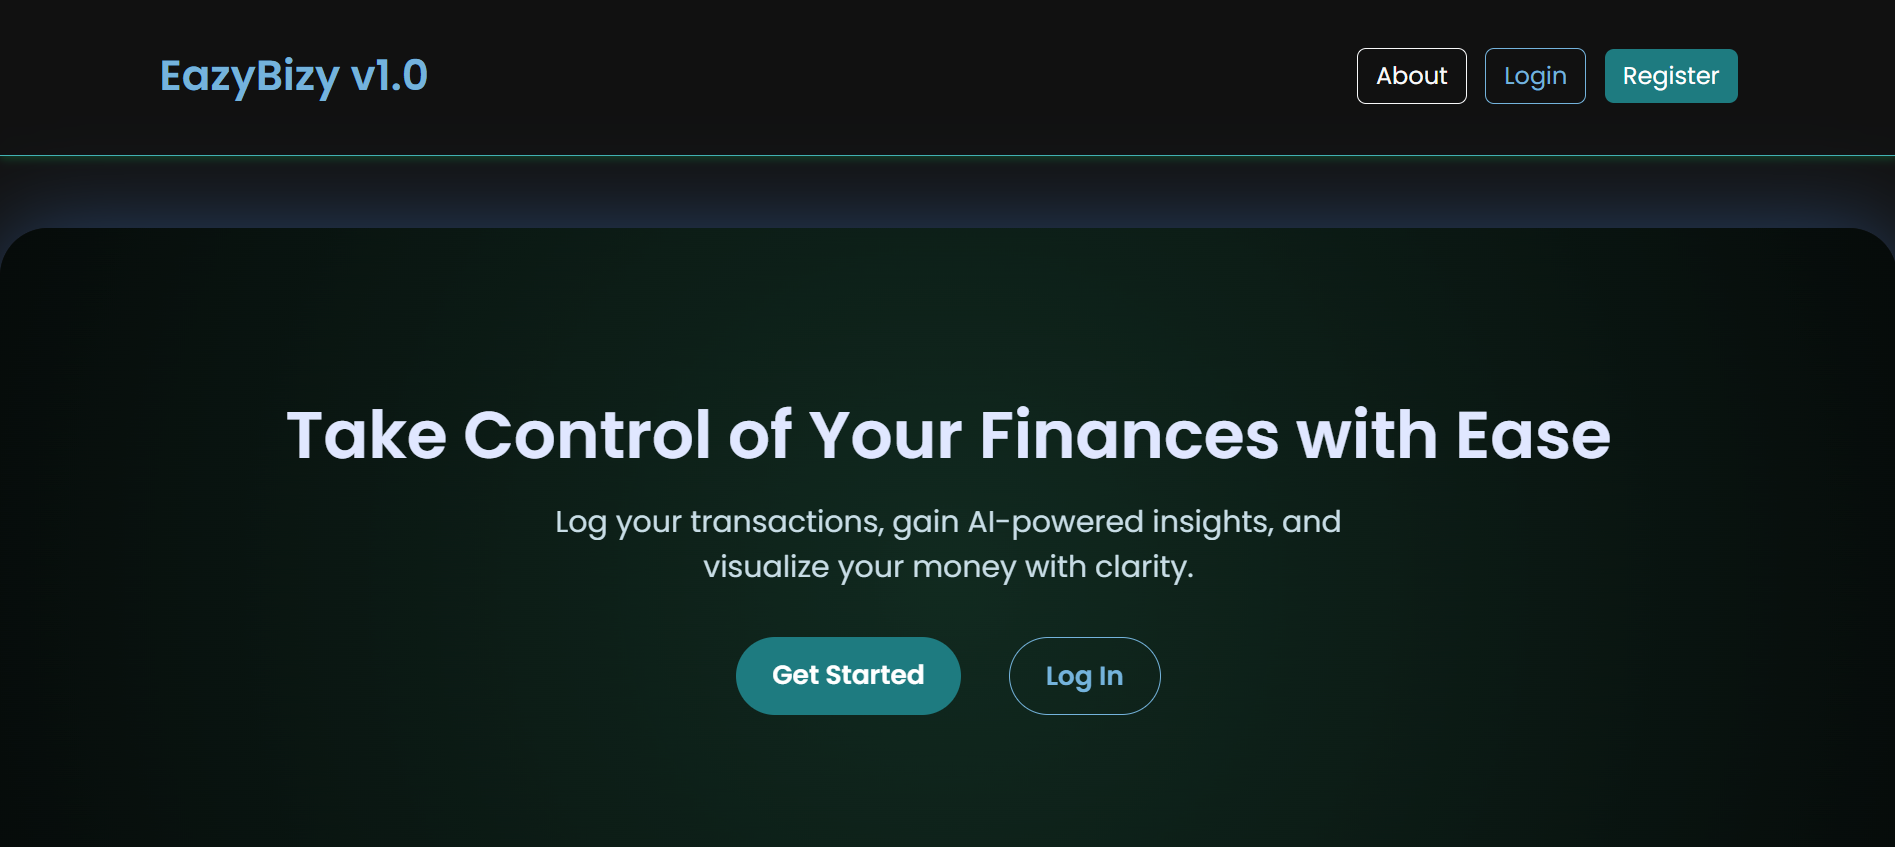 EazyBizy v1.0
About
Login
Register
Take Control of Your Finances with Ease
Log your transactions, gain AI-powered insights, and
visualize your money with clarity.
Get Started
Log In